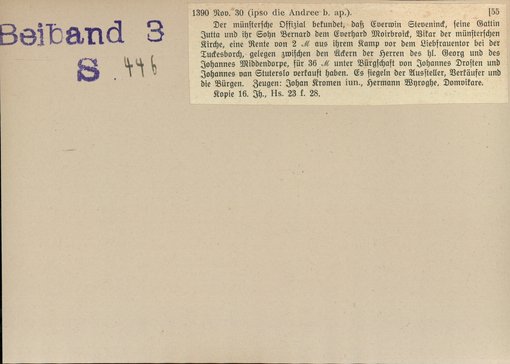 Beiband 3
S. 446
1390 Nov. 30 (ipso die Andree b. ap.). [55
Der münstersche Offizial bekundet, daß Everwin Steveninck, seine Gattin
Jutta und ihr Sohn Bernard dem Everhard Moirbroick, Vikar der münsterschen
Kirche, eine Rente von 2 M aus ihrem Kamp vor dem Liebfrauentor bei der
Tuckesborch, gelegen zwischen den Äckern der Herren des hl. Georg und des
Johannes Middendorpe, für 36 M unter Bürgschaft von Johannes Drosten und
Johannes van Stuterslo verkauft haben. Es siegeln der Aussteller, Verkäufer und
die Bürgen. Zeugen: Johan Kromen iun., Hermann Wyroghe, Domvikare.
Kopie 16. Jh., Hs. 23 f. 28.